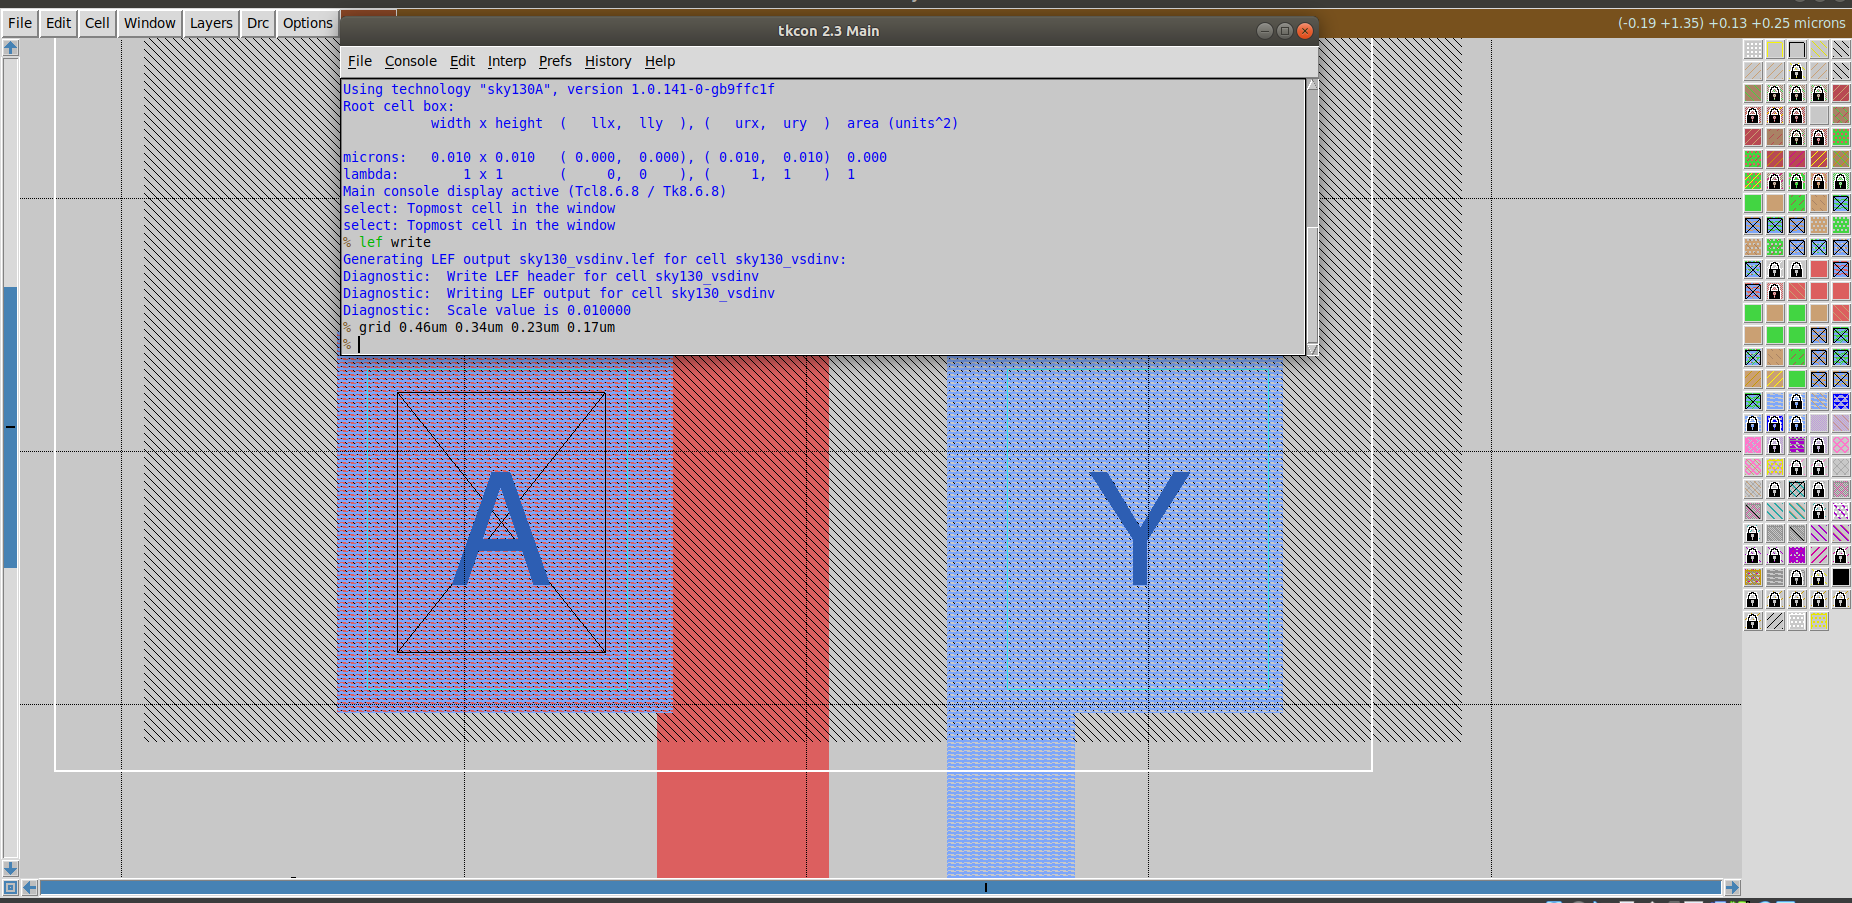 File Edit Cell Window Layers Drc Options
(-0.19 +1.35) +0.13 +0.25 microns
tkcon 2.3 Main
File Console Edit Interp Prefs History Help
Using technology "sky130A", version 1.0.141-0-gb9ffc1f
Root cell box:
width x height ( llx, lly ), ( urx, ury ) area (units^2)
microns: 0.010 x 0.010 ( 0.000, 0.000), ( 0.010, 0.010) 0.000
lambda: 1 x 1 ( 0, 0 ), ( 1, 1 ) 1
Main console display active (Tcl8.6.8 / Tk8.6.8)
select: Topmost cell in the window
select: Topmost cell in the window
% lef write
Generating LEF output sky130_vsdinv.lef for cell sky130_vsdinv:
Diagnostic: Write LEF header for cell sky130_vsdinv
Diagnostic: Writing LEF output for cell sky130_vsdinv
Diagnostic: Scale value is 0.010000
% grid 0.46um 0.34um 0.23um 0.17um
%
A Y